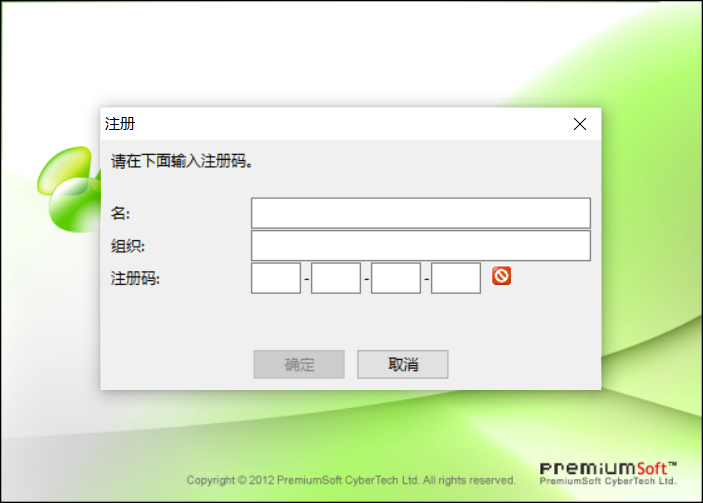 注册
请在下面输入注册码。
名:
组织:
注册码:
- - -
确定 取消
PREMIUMSOFT™
Copyright © 2012 PremiumSoft CyberTech Ltd. All rights reserved.
PremiumSoft CyberTech Ltd.